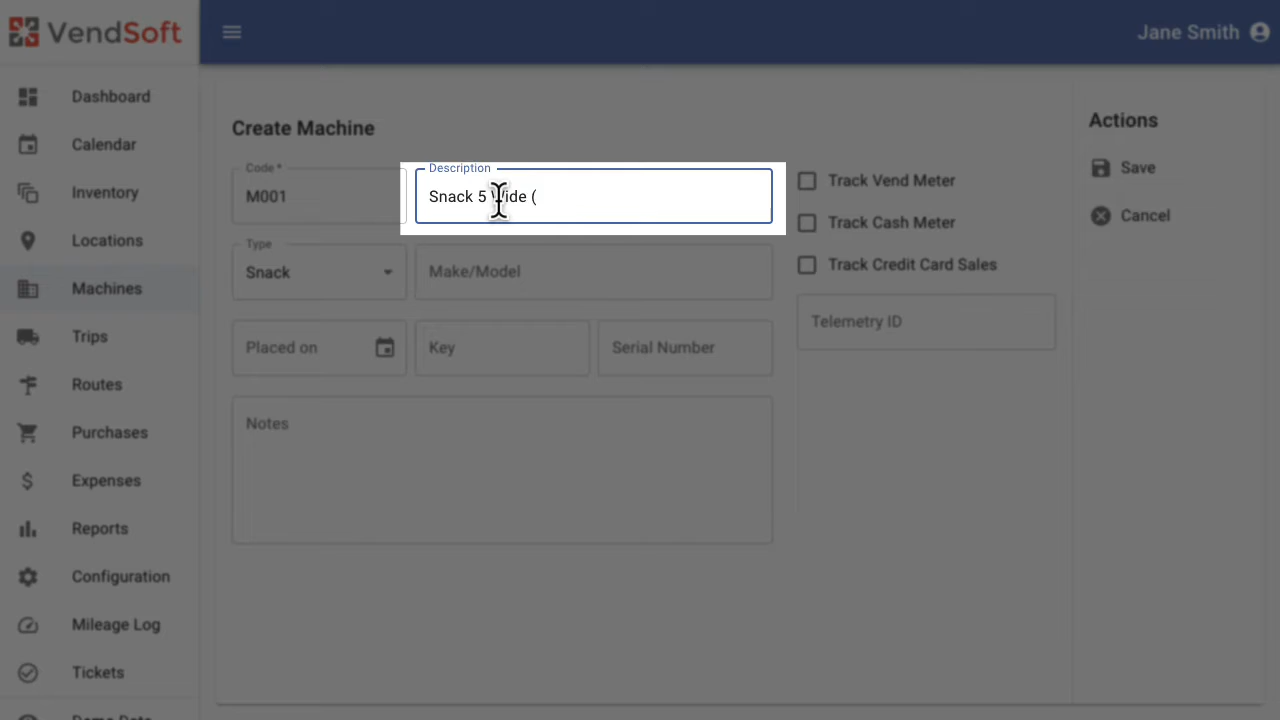 VendSoft
Jane Smith
Dashboard
Calendar
Inventory
Locations
Machines
Trips
Routes
Purchases
Expenses
Reports
Configuration
Mileage Log
Tickets
Create Machine
Code *
M001
Description
Snack 5 Wide (
Type
Snack
Make/Model
Placed on
Key
Serial Number
Notes
Track Vend Meter
Track Cash Meter
Track Credit Card Sales
Telemetry ID
Actions
Save
Cancel